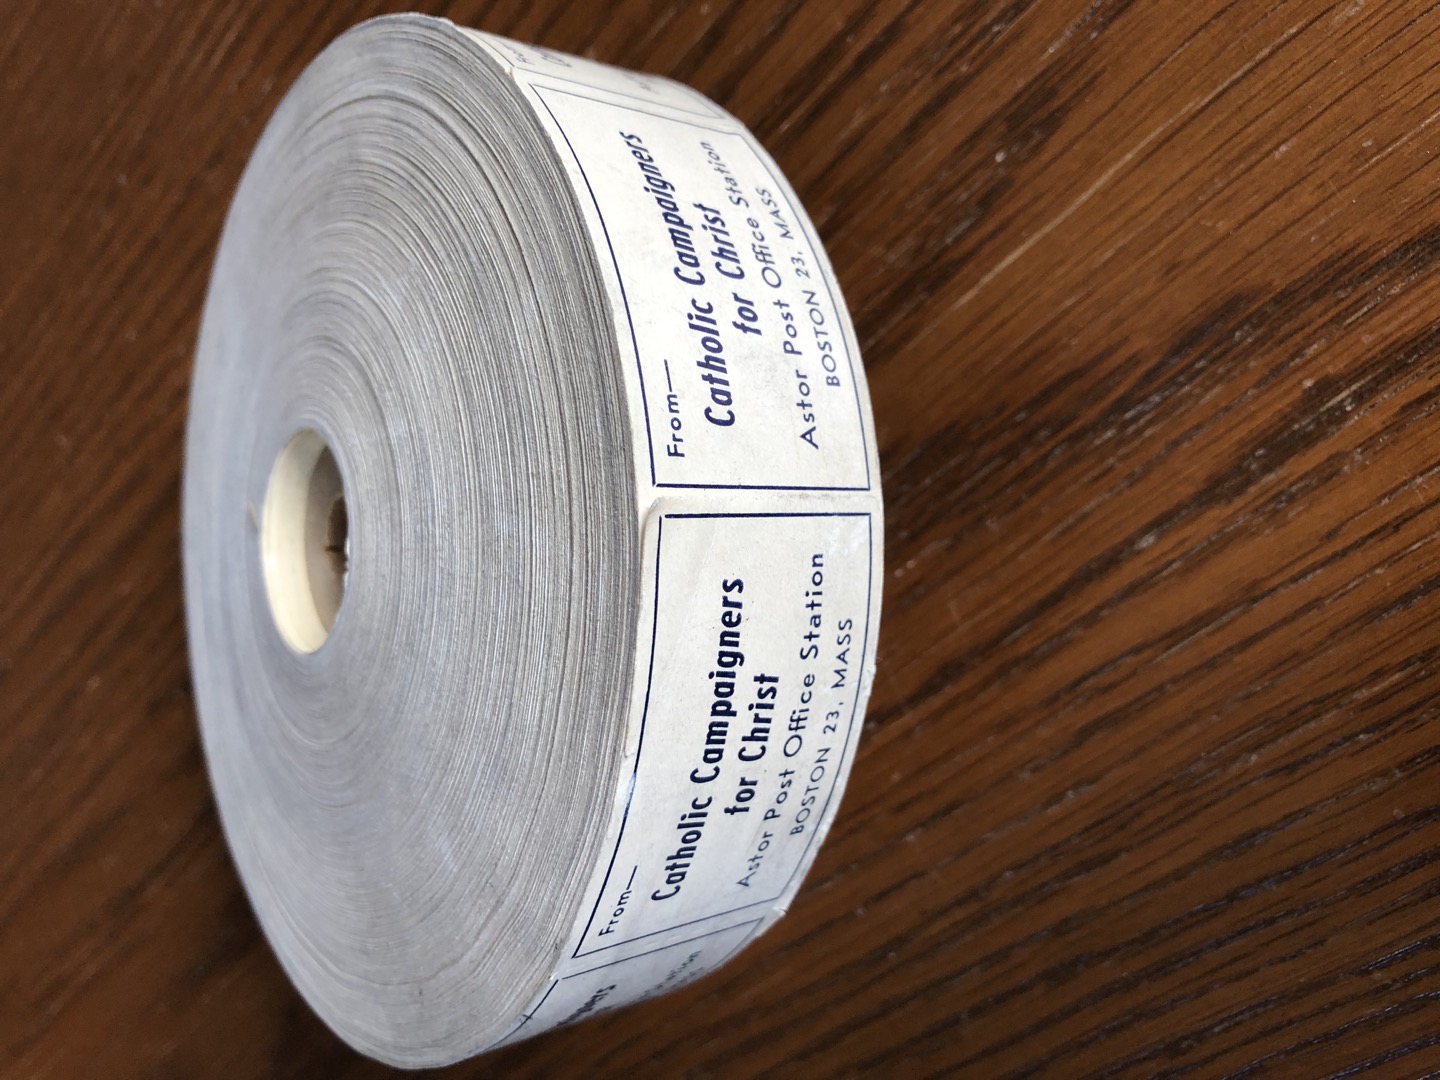 From—
Catholic Campaigners
for Christ
Astor Post Office Station
BOSTON 23, MASS
From—
Catholic Campaigners
for Christ
Astor Post Office Station
BOSTON 23, MASS